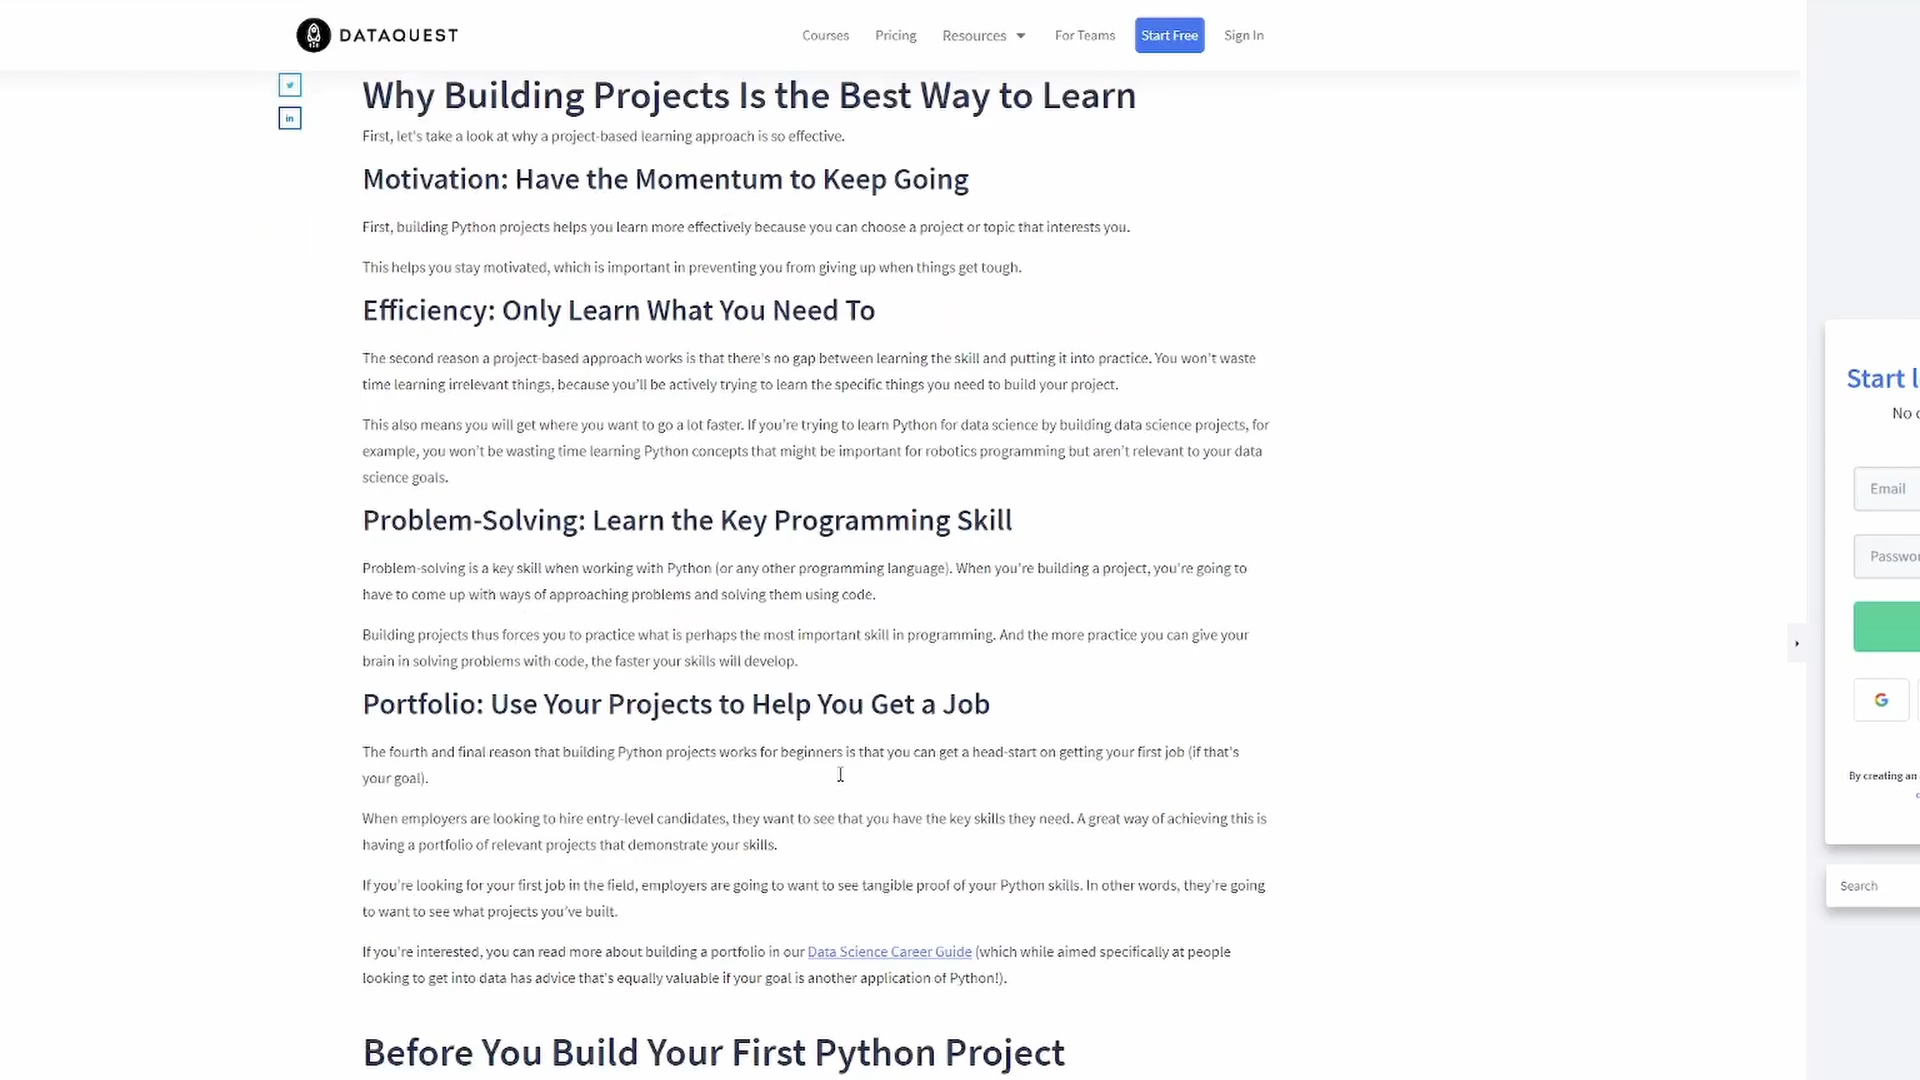 DATAQUEST
Courses
Pricing
Resources
For Teams
Start Free
Sign In
in
Why Building Projects Is the Best Way to Learn
First, let's take a look at why a project-based learning approach is so effective.
Motivation: Have the Momentum to Keep Going
First, building Python projects helps you learn more effectively because you can choose a project or topic that interests you.
This helps you stay motivated, which is important in preventing you from giving up when things get tough.
Efficiency: Only Learn What You Need To
The second reason a project-based approach works is that there's no gap between learning the skill and putting it into practice. You won't waste
time learning irrelevant things, because you'll be actively trying to learn the specific things you need to build your project.
This also means you will get where you want to go a lot faster. If you're trying to learn Python for data science by building data science projects, for
example, you won't be wasting time learning Python concepts that might be important for robotics programming but aren't relevant to your data
science goals.
Problem-Solving: Learn the Key Programming Skill
Problem-solving is a key skill when working with Python (or any other programming language). When you're building a project, you're going to
have to come up with ways of approaching problems and solving them using code.
Building projects thus forces you to practice what is perhaps the most important skill in programming. And the more practice you can give your
brain in solving problems with code, the faster your skills will develop.
Portfolio: Use Your Projects to Help You Get a Job
The fourth and final reason that building Python projects works for beginners is that you can get a head-start on getting your first job (if that's
your goal).
When employers are looking to hire entry-level candidates, they want to see that you have the key skills they need. A great way of achieving this is
having a portfolio of relevant projects that demonstrate your skills.
If you're looking for your first job in the field, employers are going to want to see tangible proof of your Python skills. In other words, they're going
to want to see what projects you've built.
If you're interested, you can read more about building a portfolio in our Data Science Career Guide (which while aimed specifically at people
looking to get into data has advice that's equally valuable if your goal is another application of Python!).
Before You Build Your First Python Project
Start
No
Email
Passwo
G
By creating an
Search